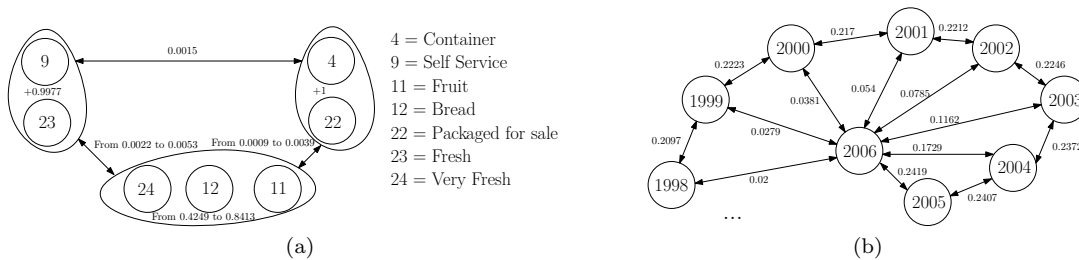 0.0015
9
4
+0.9977
+1
23
22
From 0.0022 to 0.0053
From 0.0009 to 0.0039
24
12
11
From 0.4249 to 0.8413
4 = Container
9 = Self Service
11 = Fruit
12 = Bread
22 = Packaged for sale
23 = Fresh
24 = Very Fresh
(a)
2001
0.217
0.2212
2000
2002
0.2223
0.2246
0.054
0.0785
1999
0.0381
2003
0.1162
0.0279
0.2097
2006
0.1729
0.2372
1998
0.02
0.2419
2004
2005
0.2407
...
(b)